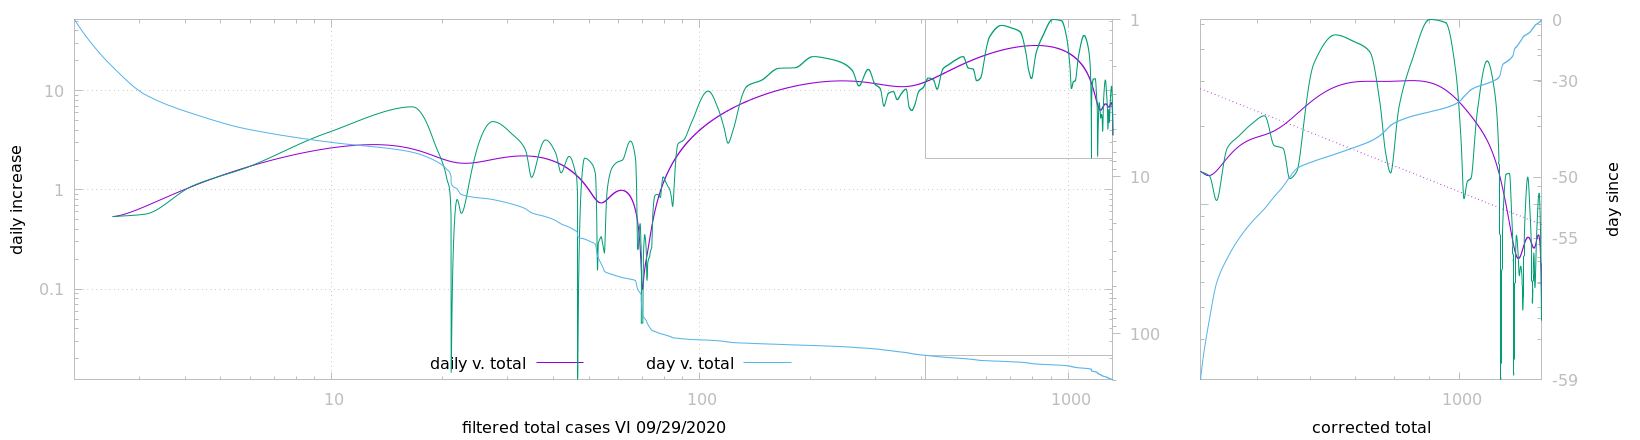 daily increase
10
1
0.1
1
10
100
daily v. total
day v. total
10
100
1000
filtered total cases VI 09/29/2020
0
-30
-50
-55
-59
day since
1000
corrected total